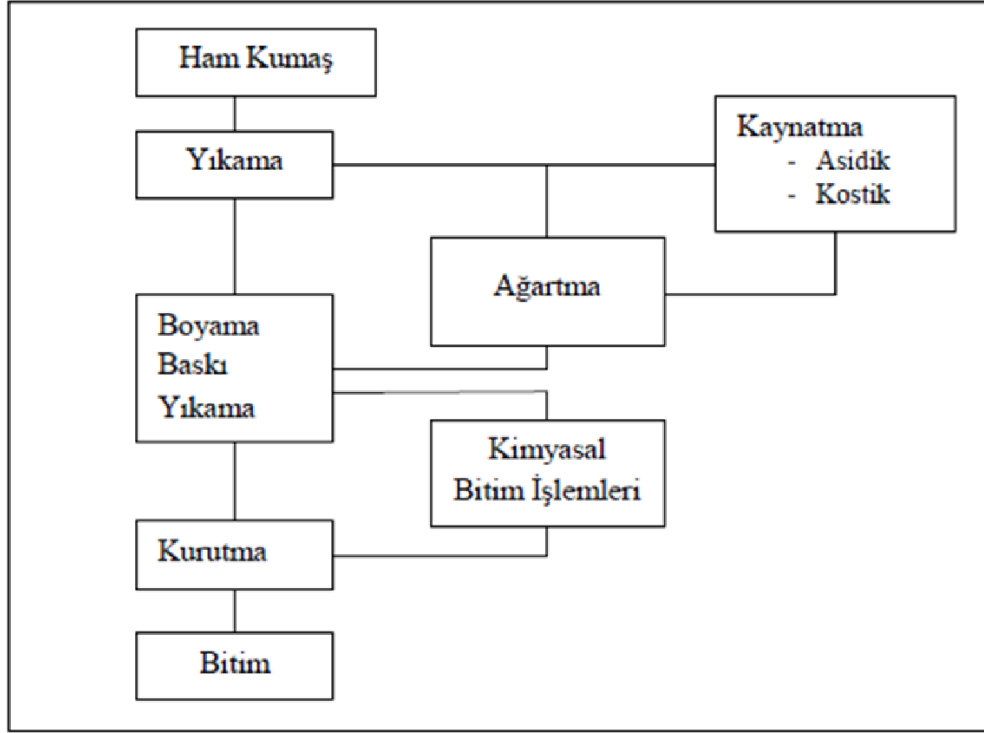 Ham Kumaş
Yıkama
Kaynatma
- Asidik
- Kostik
Ağartma
Boyama
Baskı
Yıkama
Kimyasal
Bitim İşlemleri
Kurutma
Bitim